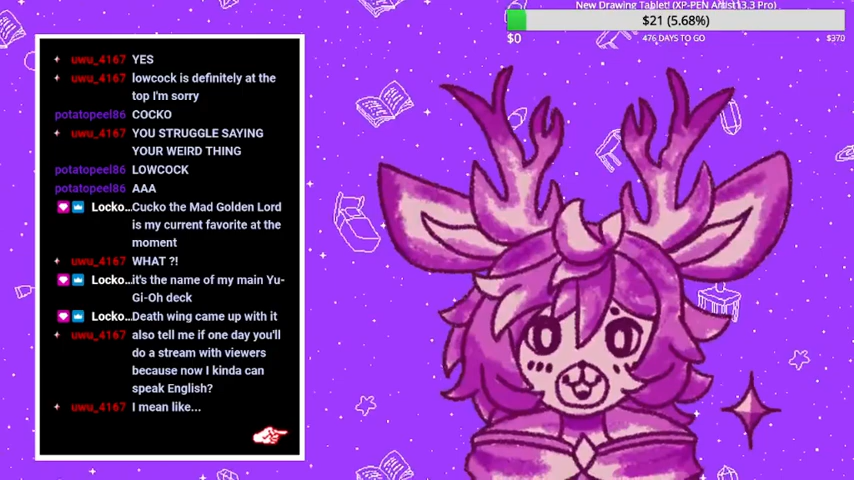 New Drawing Tablet! (XP-PEN Artist13.3 Pro)
$21 (5.68%)
$0
476 DAYS TO GO
$370
uwu_4167 YES
uwu_4167 lowcock is definitely at the
top I'm sorry
potatopeel86 COCKO
uwu_4167 YOU STRUGGLE SAYING
YOUR WEIRD THING
potatopeel86 LOWCOCK
potatopeel86 AAA
Locko... Cucko the Mad Golden Lord
is my current favorite at the
moment
uwu_4167 WHAT ?!
Locko... it's the name of my main Yu-
Gi-Oh deck
Locko... Death wing came up with it
uwu_4167 also tell me if one day you'll
do a stream with viewers
because now I kinda can
speak English?
uwu_4167 I mean like...